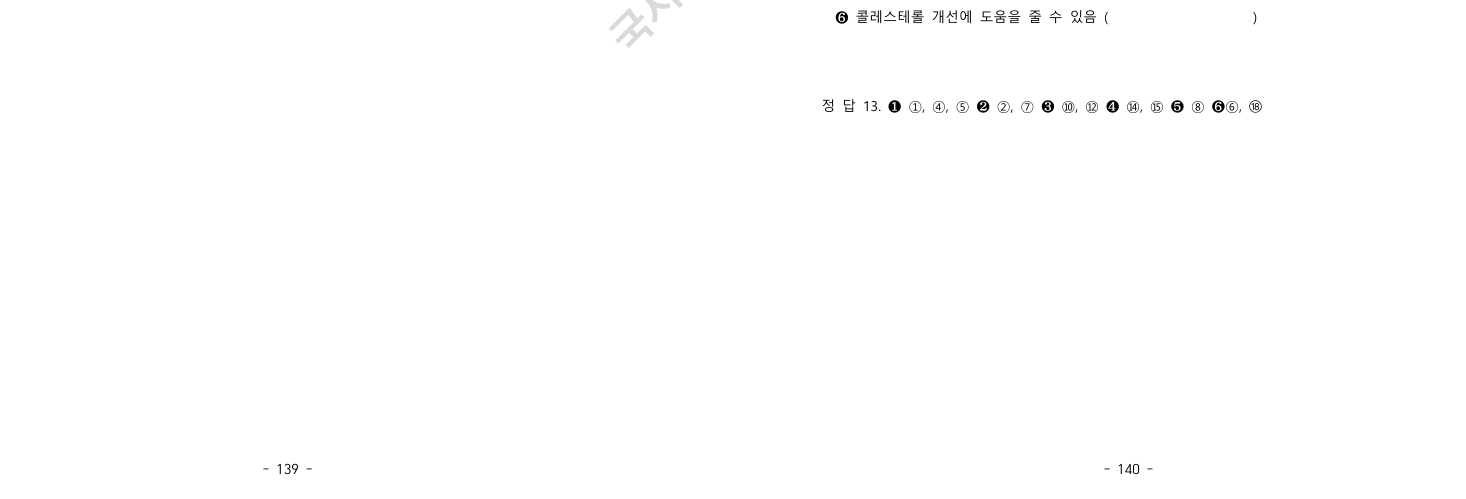 국시
❻ 콜레스테롤 개선에 도움을 줄 수 있음 ( )
정 답 13. ❶ ①, ④, ⑤ ❷ ②, ⑦ ❸ ⑩, ⑫ ❹ ⑭, ⑮ ❺ ⑧ ❻⑥, ⑱
- 139 -
- 140 -